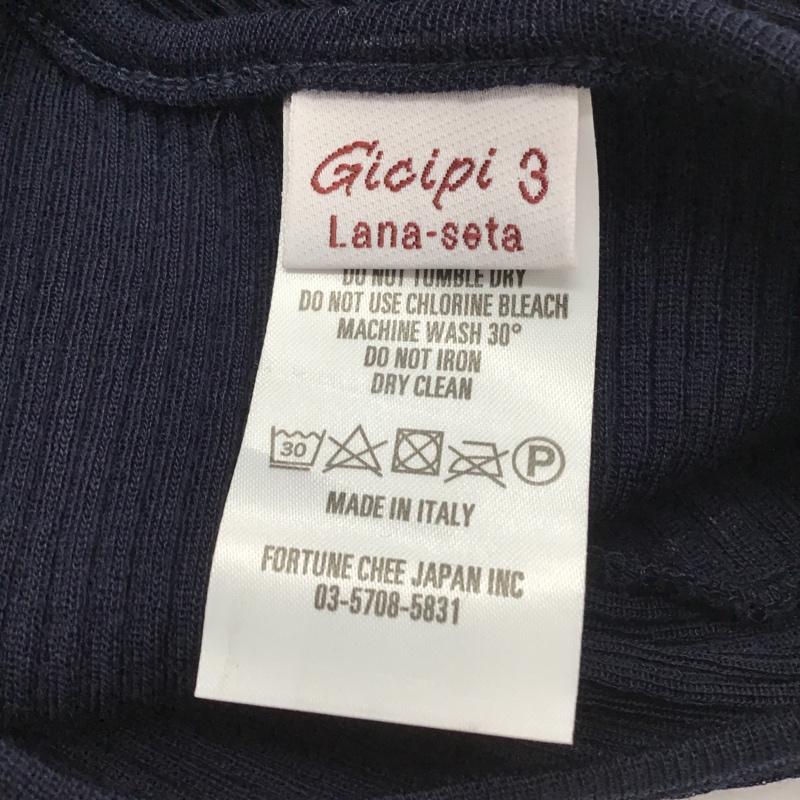 Gicipi 3
Lana-seta
DO NOT TUMBLE DRY
DO NOT USE CHLORINE BLEACH
MACHINE WASH 30°
DO NOT IRON
DRY CLEAN
30 P
MADE IN ITALY
FORTUNE CHEE JAPAN INC
03-5708-5831